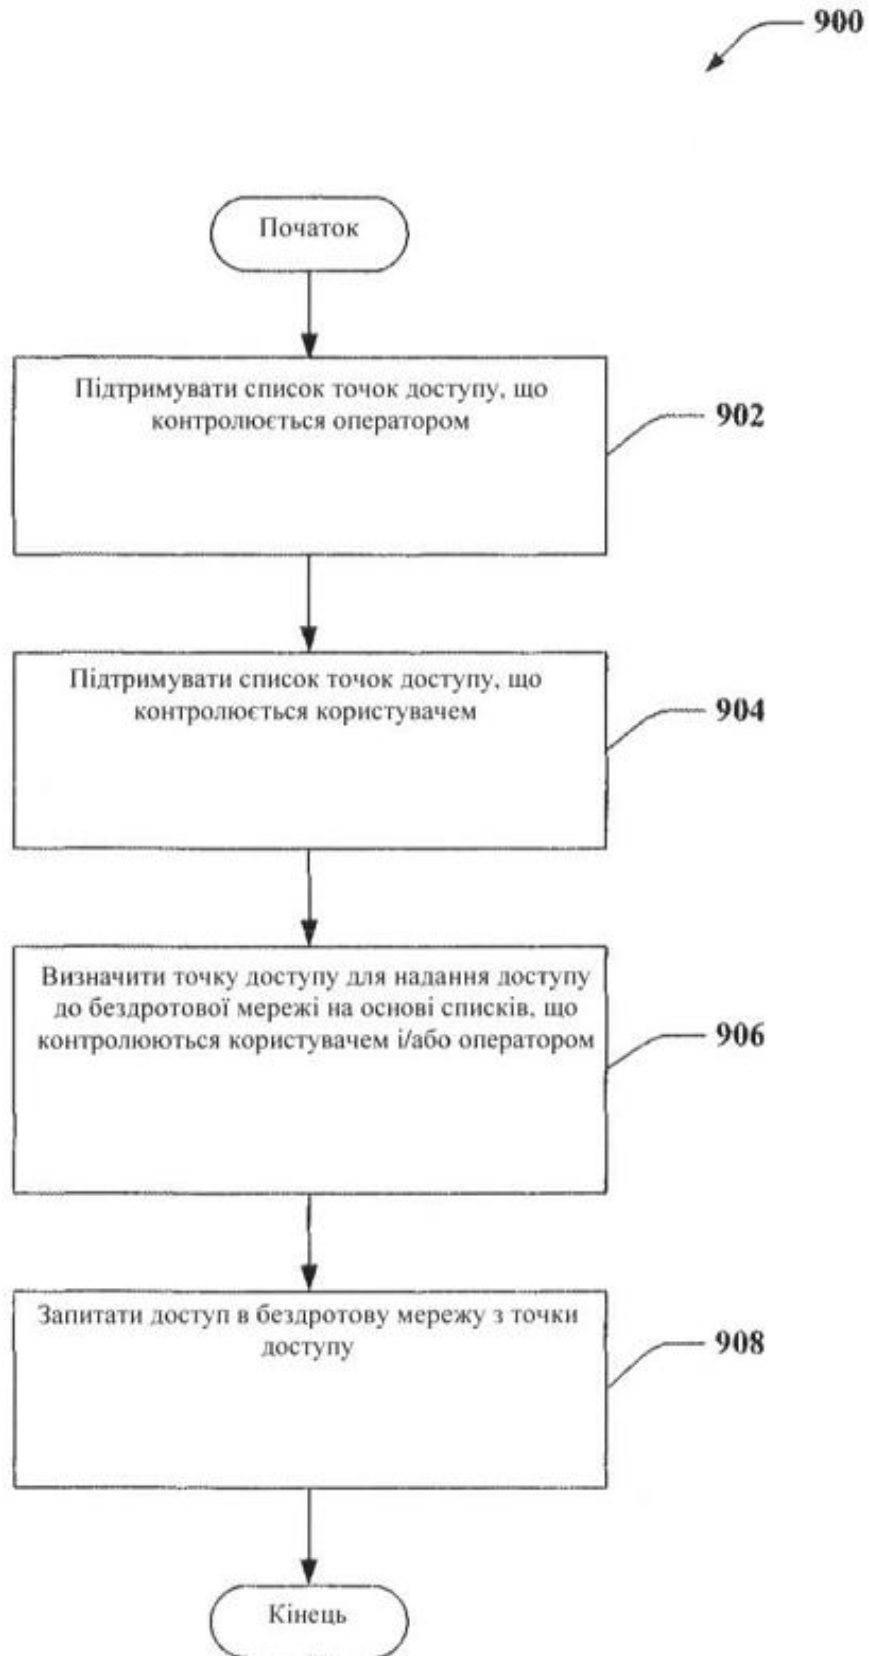 900
Початок
Підтримувати список точок доступу, що
контролюється оператором
902
Підтримувати список точок доступу, що
контролюється користувачем
904
Визначити точку доступу для надання доступу
до бездротової мережі на основі списків, що
контролюються користувачем і/або оператором
906
Запитати доступ в бездротову мережу з точки
доступу
908
Кінець